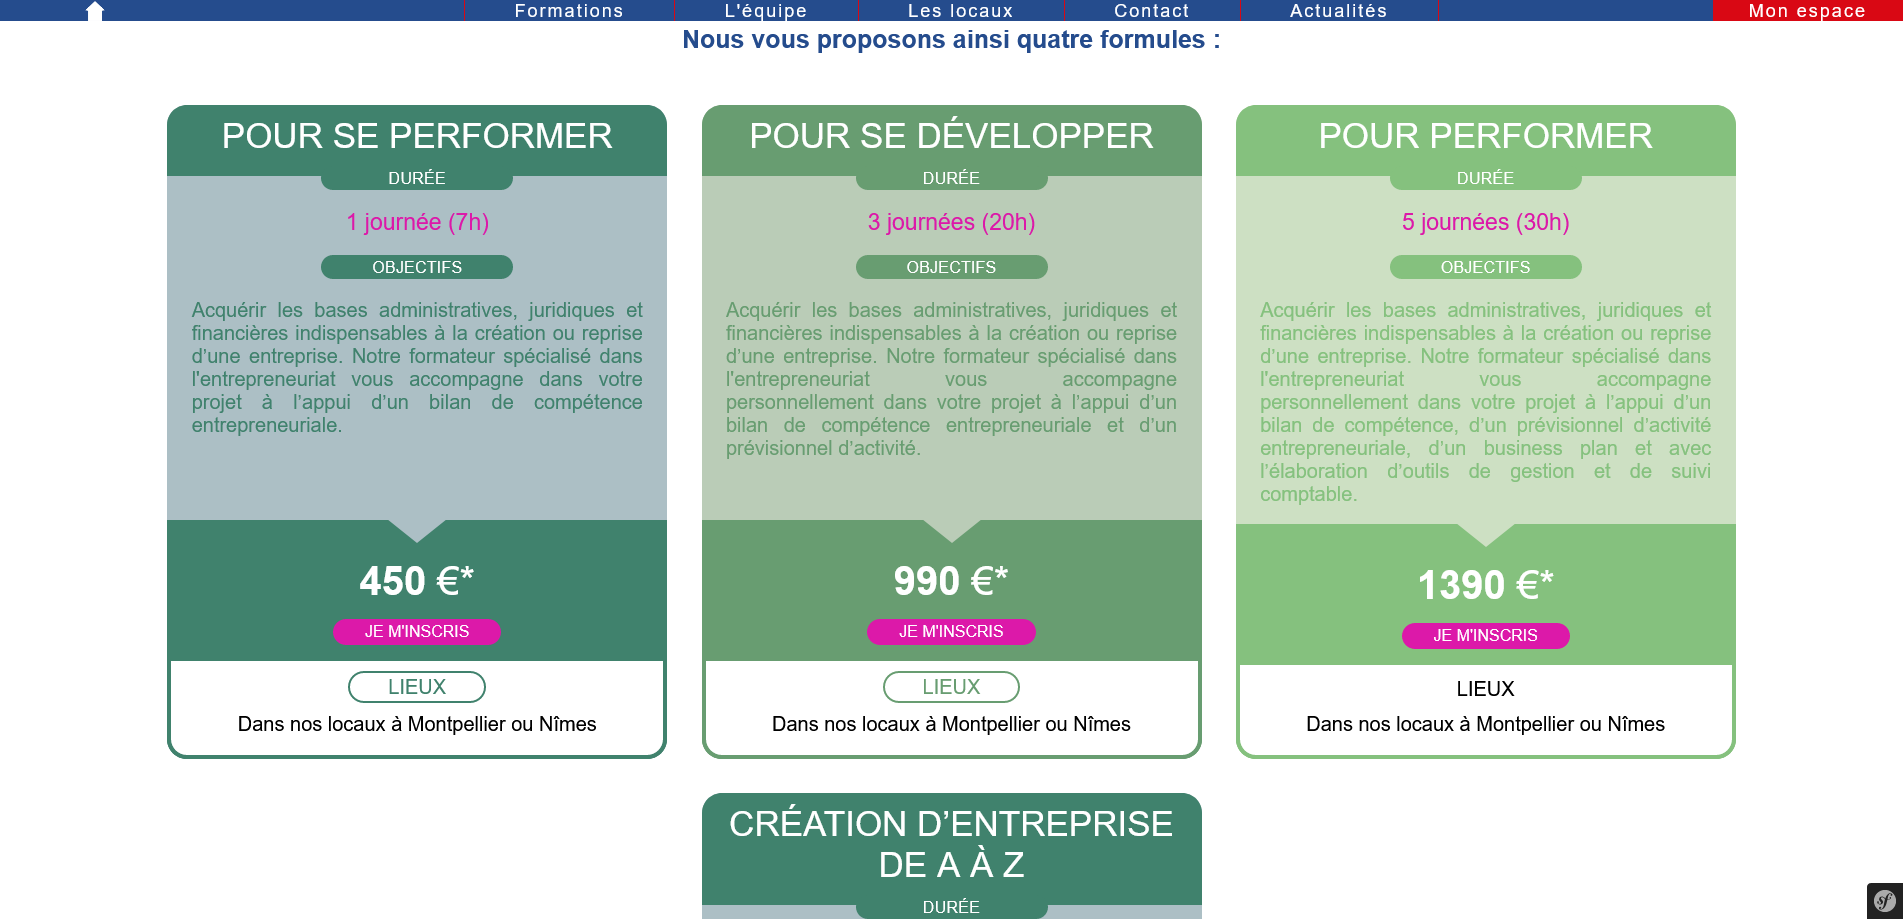 Formations L'équipe Les locaux Contact Actualités Mon espace
Nous vous proposons ainsi quatre formules :
POUR SE PERFORMER
DURÉE
1 journée (7h)
OBJECTIFS
Acquérir les bases administratives, juridiques et
financières indispensables à la création ou reprise
d’une entreprise. Notre formateur spécialisé dans
l'entrepreneuriat vous accompagne dans votre
projet à l’appui d’un bilan de compétence
entrepreneuriale.
450 €*
JE M'INSCRIS
LIEUX
Dans nos locaux à Montpellier ou Nîmes
POUR SE DÉVELOPPER
DURÉE
3 journées (20h)
OBJECTIFS
Acquérir les bases administratives, juridiques et
financières indispensables à la création ou reprise
d’une entreprise. Notre formateur spécialisé dans
l'entrepreneuriat vous accompagne
personnellement dans votre projet à l’appui d’un
bilan de compétence entrepreneuriale et d’un
prévisionnel d’activité.
990 €*
JE M'INSCRIS
LIEUX
Dans nos locaux à Montpellier ou Nîmes
POUR PERFORMER
DURÉE
5 journées (30h)
OBJECTIFS
Acquérir les bases administratives, juridiques et
financières indispensables à la création ou reprise
d’une entreprise. Notre formateur spécialisé dans
l'entrepreneuriat vous accompagne
personnellement dans votre projet à l’appui d’un
bilan de compétence, d’un prévisionnel d’activité
entrepreneuriale, d’un business plan et avec
l’élaboration d’outils de gestion et de suivi
comptable.
1390 €*
JE M'INSCRIS
LIEUX
Dans nos locaux à Montpellier ou Nîmes
CRÉATION D’ENTREPRISE
DE A À Z
DURÉE
sf